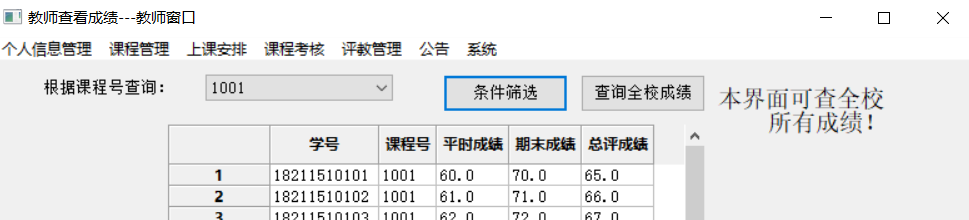 教师查看成绩---教师窗口
个人信息管理 课程管理 上课安排 课程考核 评教管理 公告 系统
根据课程号查询： 1001 条件筛选 查询全校成绩 本界面可查全校
所有成绩！
学号 课程号 平时成绩 期末成绩 总评成绩
1 18211510101 1001 60.0 70.0 65.0
2 18211510102 1001 61.0 71.0 66.0
3 18211510103 1001 62.0 72.0 67.0